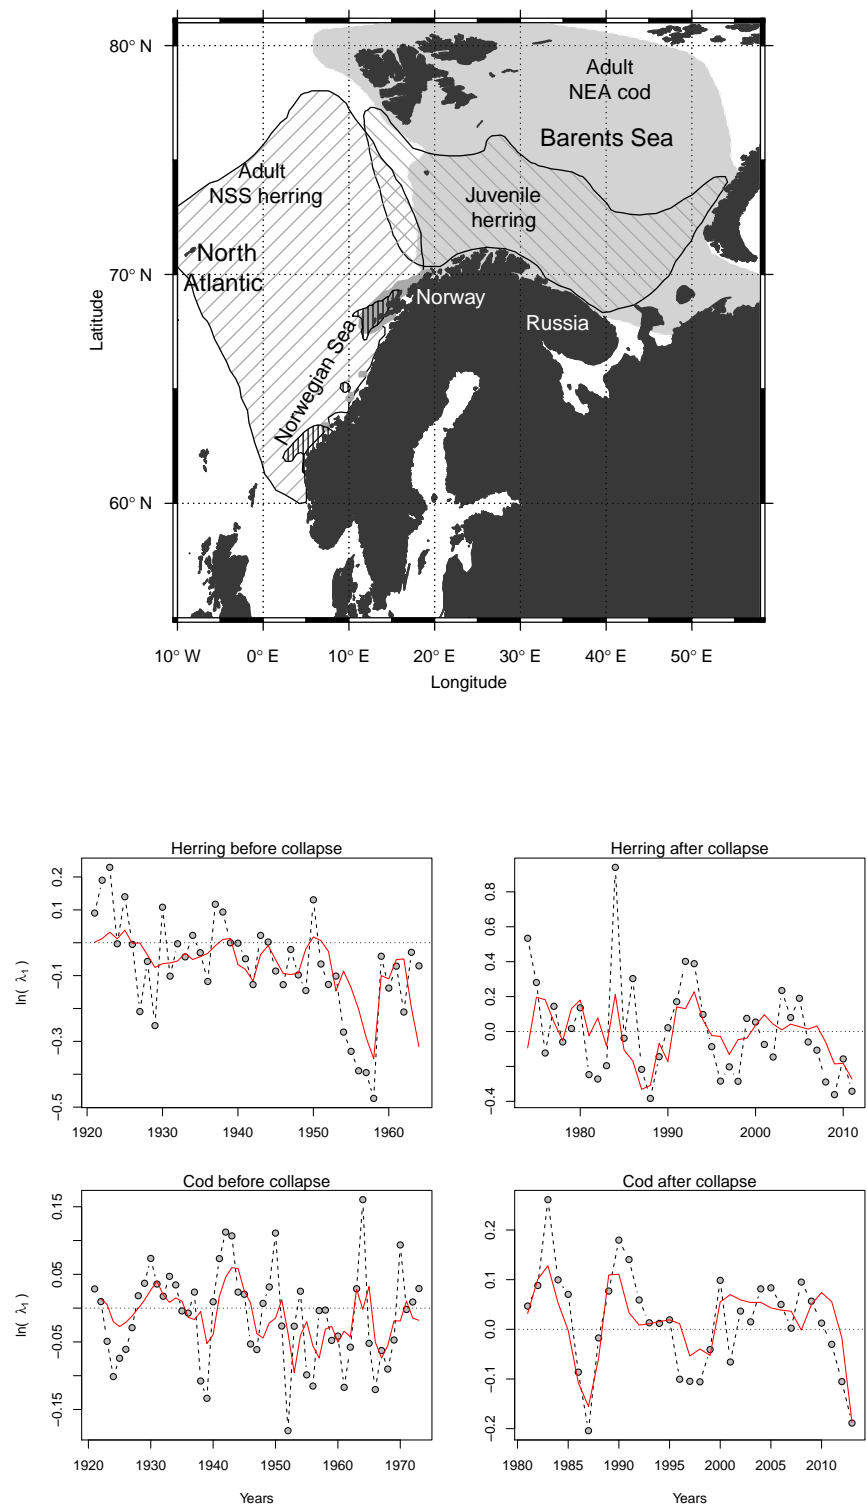 80° N
Adult
NEA cod
Barents Sea
Adult
NSS herring
Juvenile
herring
North
Atlantic
70° N
Norway
Russia
Norwegian Sea
Latitude
60° N
10° W 0° E 10° E 20° E 30° E 40° E 50° E
Longitude
Herring before collapse
ln( λ1)
0.2
0.1
−0.1
−0.3
−0.5
1920 1930 1940 1950 1960
Herring after collapse
0.8
0.4
0.0
−0.4
1980 1990 2000 2010
Cod before collapse
ln( λ1)
0.15
0.05
−0.05
−0.15
1920 1930 1940 1950 1960 1970
Years
Cod after collapse
0.2
0.1
0.0
−0.1
−0.2
1980 1985 1990 1995 2000 2005 2010
Years